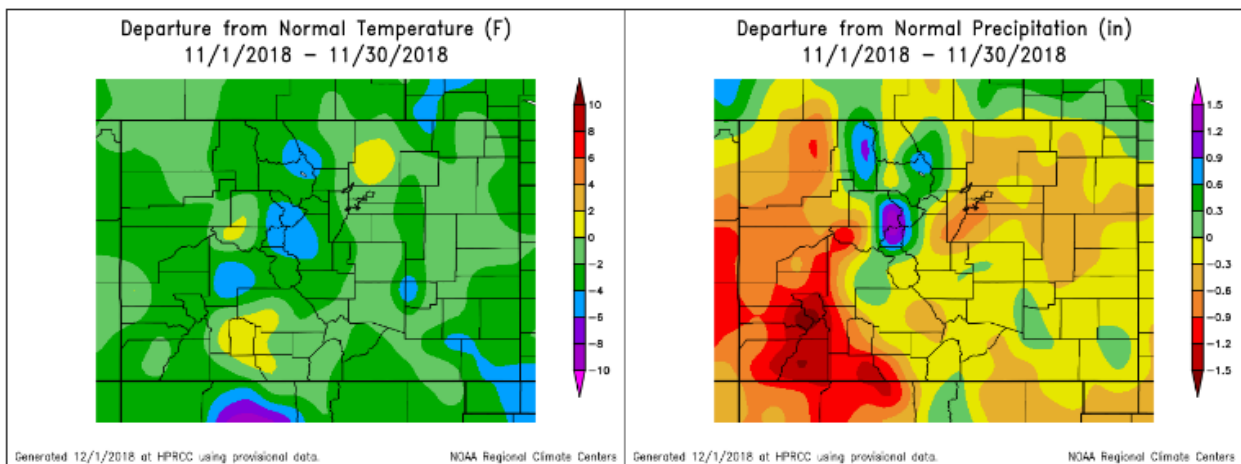 Departure from Normal Temperature (F)
11/1/2018 – 11/30/2018
10
8
6
4
2
0
−2
−4
−6
−8
−10
Generated 12/1/2018 at HPRCC using provisional data.
NOAA Regional Climate Centers
Departure from Normal Precipitation (in)
11/1/2018 – 11/30/2018
1.5
1.2
0.9
0.6
0.3
0
−0.3
−0.6
−0.9
−1.2
−1.5
Generated 12/1/2018 at HPRCC using provisional data.
NOAA Regional Climate Centers